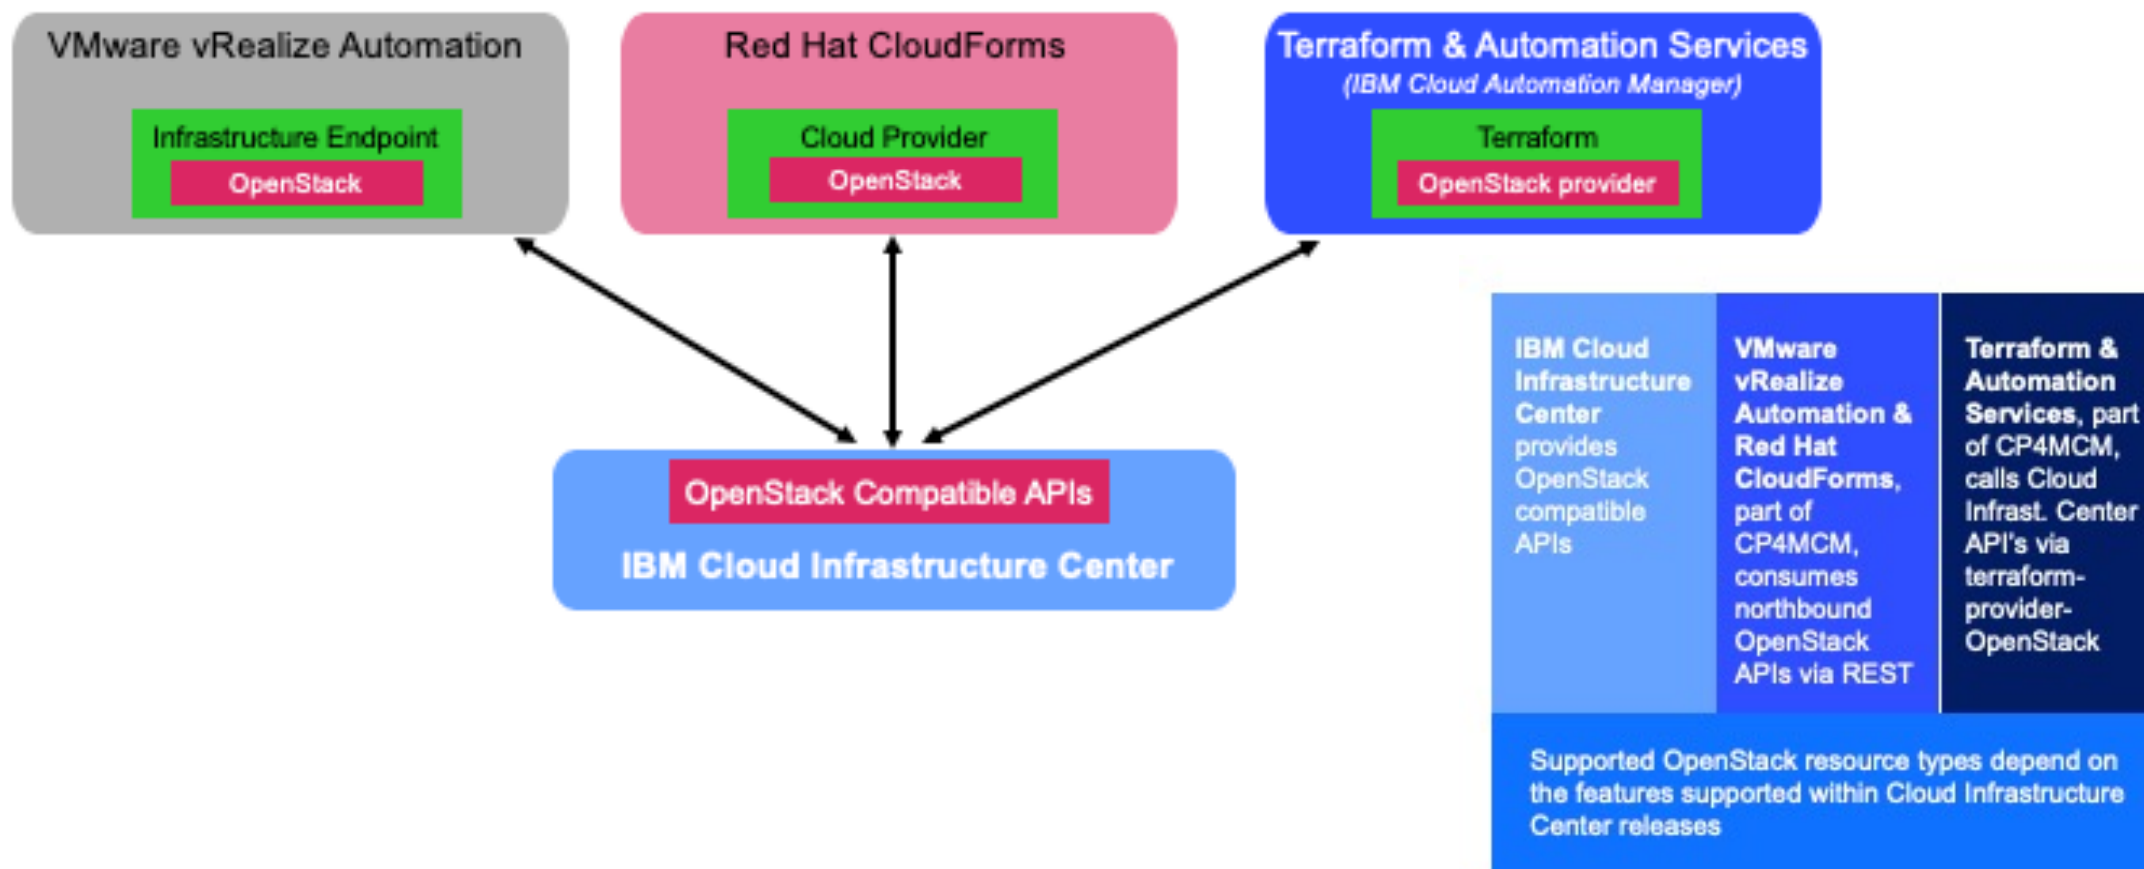 VMware vRealize Automation
Infrastructure Endpoint
OpenStack
Red Hat CloudForms
Cloud Provider
OpenStack
Terraform & Automation Services
(IBM Cloud Automation Manager)
Terraform
OpenStack provider
OpenStack Compatible APIs
IBM Cloud Infrastructure Center
IBM Cloud
Infrastructure
Center
provides
OpenStack
compatible
APIs
VMware
vRealize
Automation &
Red Hat
CloudForms,
part of
CP4MCM,
consumes
northbound
OpenStack
APIs via REST
Terraform &
Automation
Services, part
of CP4MCM,
calls Cloud
Infrast. Center
API's via
terraform-
provider-
OpenStack
Supported OpenStack resource types depend on
the features supported within Cloud Infrastructure
Center releases